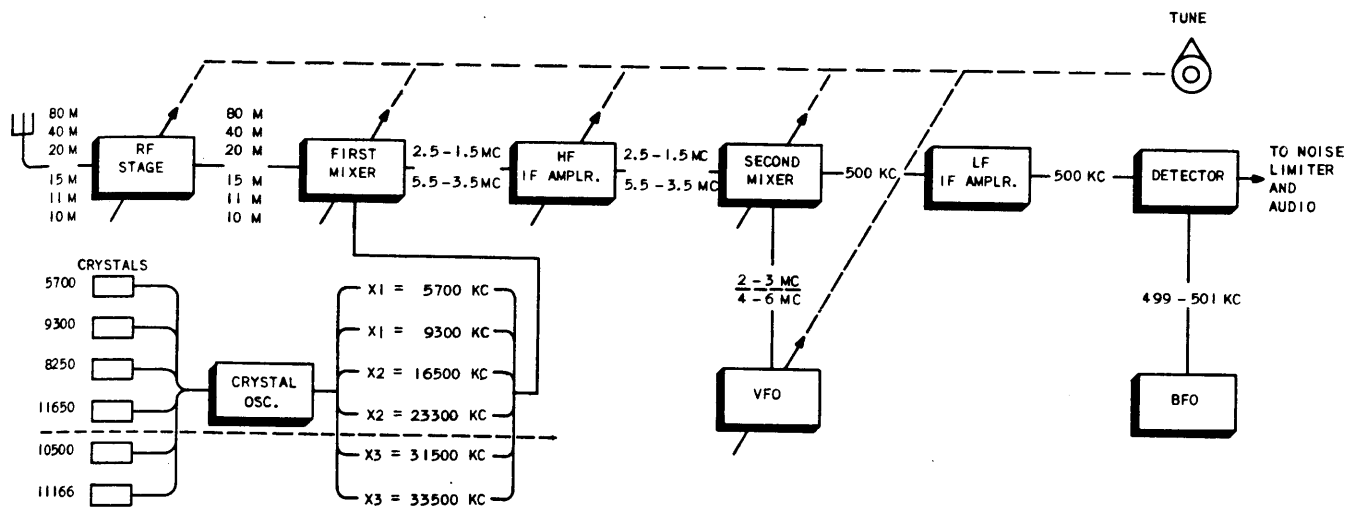 TUNE
80 M
40 M
20 M
15 M
11 M
10 M
RF
STAGE
80 M
40 M
20 M
15 M
11 M
10 M
FIRST
MIXER
2.5 - 1.5 MC
5.5 - 3.5 MC
HF
IF AMPLR.
2.5 - 1.5 MC
5.5 - 3.5 MC
SECOND
MIXER
500 KC
LF
IF AMPLR.
500 KC
DETECTOR
TO NOISE
LIMITER
AND
AUDIO
CRYSTALS
5700
9300
8250
11650
10500
11166
CRYSTAL
OSC.
X1 = 5700 KC
X1 = 9300 KC
X2 = 16500 KC
X2 = 23300 KC
X3 = 31500 KC
X3 = 33500 KC
2 - 3 MC
4 - 6 MC
VFO
499 - 501 KC
BFO